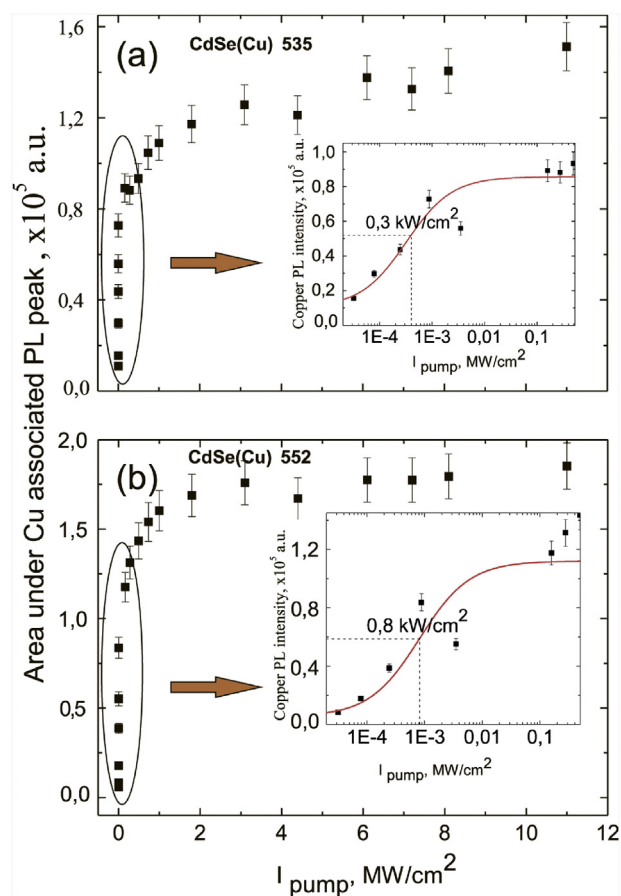 (a)
CdSe(Cu) 535
1,6
1,2
0,8
0,4
0,0
Area under Cu associated PL peak , x10⁵ a.u.
Copper PL intensity, x10⁵ a.u.
1,0
0,8
0,6
0,4
0,2
0,0
0,3 kW/cm²
1E-4 1E-3 0,01 0,1
I pump, MW/cm²
(b)
CdSe(Cu) 552
2,0
1,5
1,0
0,5
0,0
Copper PL intensity, x10⁵ a.u.
1,2
0,8
0,4
0,0
0,8 kW/cm²
1E-4 1E-3 0,01 0,1
I pump, MW/cm²
0 2 4 6 8 10 12
I pump, MW/cm²